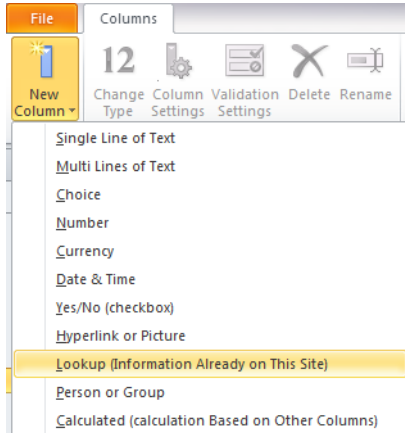 File Columns
12
New Column Change Type Column Settings Validation Settings Delete Rename
Single Line of Text
Multi Lines of Text
Choice
Number
Currency
Date & Time
Yes/No (checkbox)
Hyperlink or Picture
Lookup (Information Already on This Site)
Person or Group
Calculated (calculation Based on Other Columns)